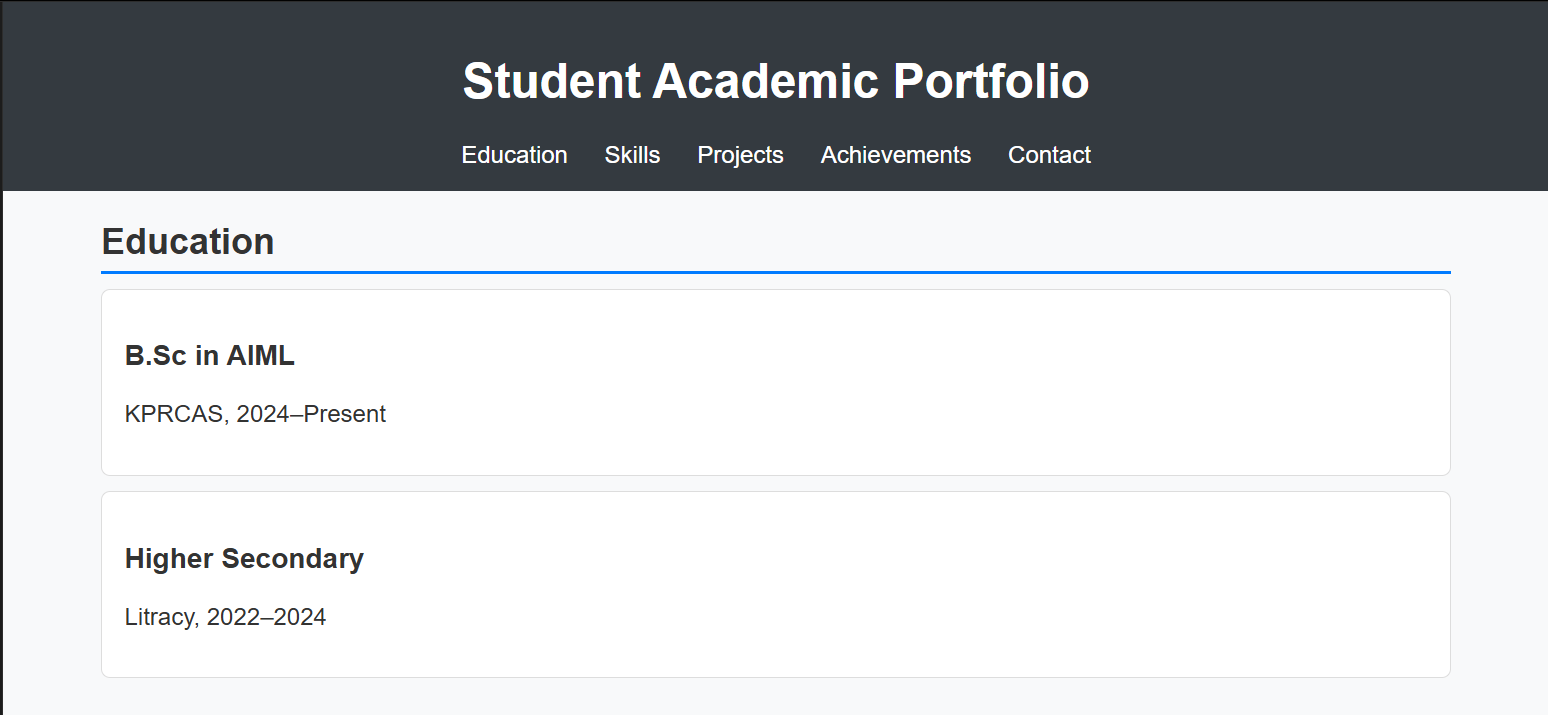 Student Academic Portfolio
Education Skills Projects Achievements Contact
Education
B.Sc in AIML
KPRCAS, 2024–Present
Higher Secondary
Litracy, 2022–2024